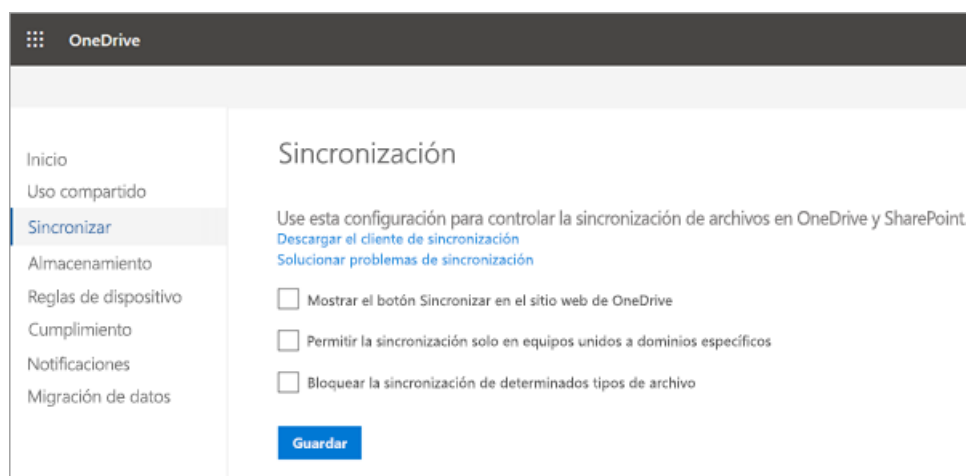 OneDrive
Inicio
Uso compartido
Sincronizar
Almacenamiento
Reglas de dispositivo
Cumplimiento
Notificaciones
Migración de datos
Sincronización
Use esta configuración para controlar la sincronización de archivos en OneDrive y SharePoint.
Descargar el cliente de sincronización
Solucionar problemas de sincronización
Mostrar el botón Sincronizar en el sitio web de OneDrive
Permitir la sincronización solo en equipos unidos a dominios específicos
Bloquear la sincronización de determinados tipos de archivo
Guardar